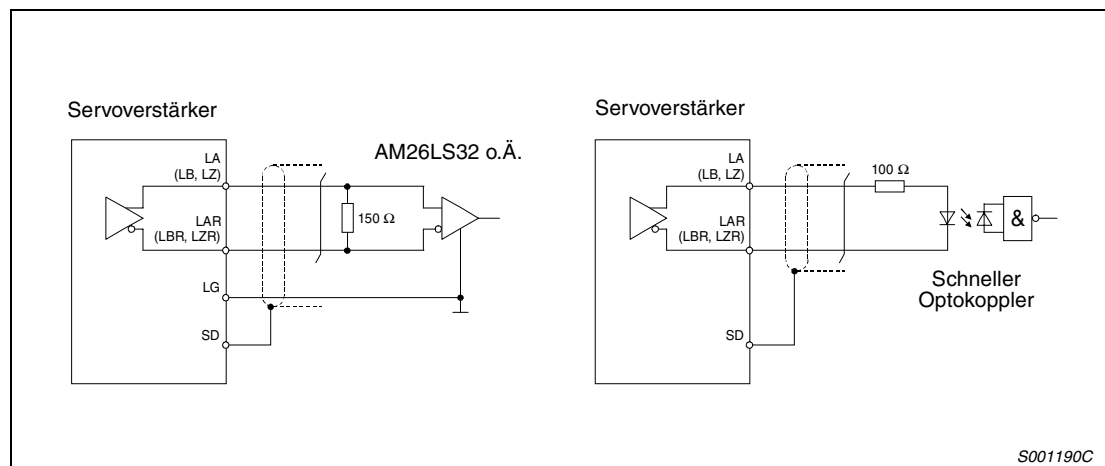 Servoverstärker
LA
(LB, LZ)
LAR
(LBR, LZR)
LG
SD
AM26LS32 o.Ä.
150 Ω
Servoverstärker
LA
(LB, LZ)
LAR
(LBR, LZR)
SD
100 Ω
&
Schneller
Optokoppler
S001190C